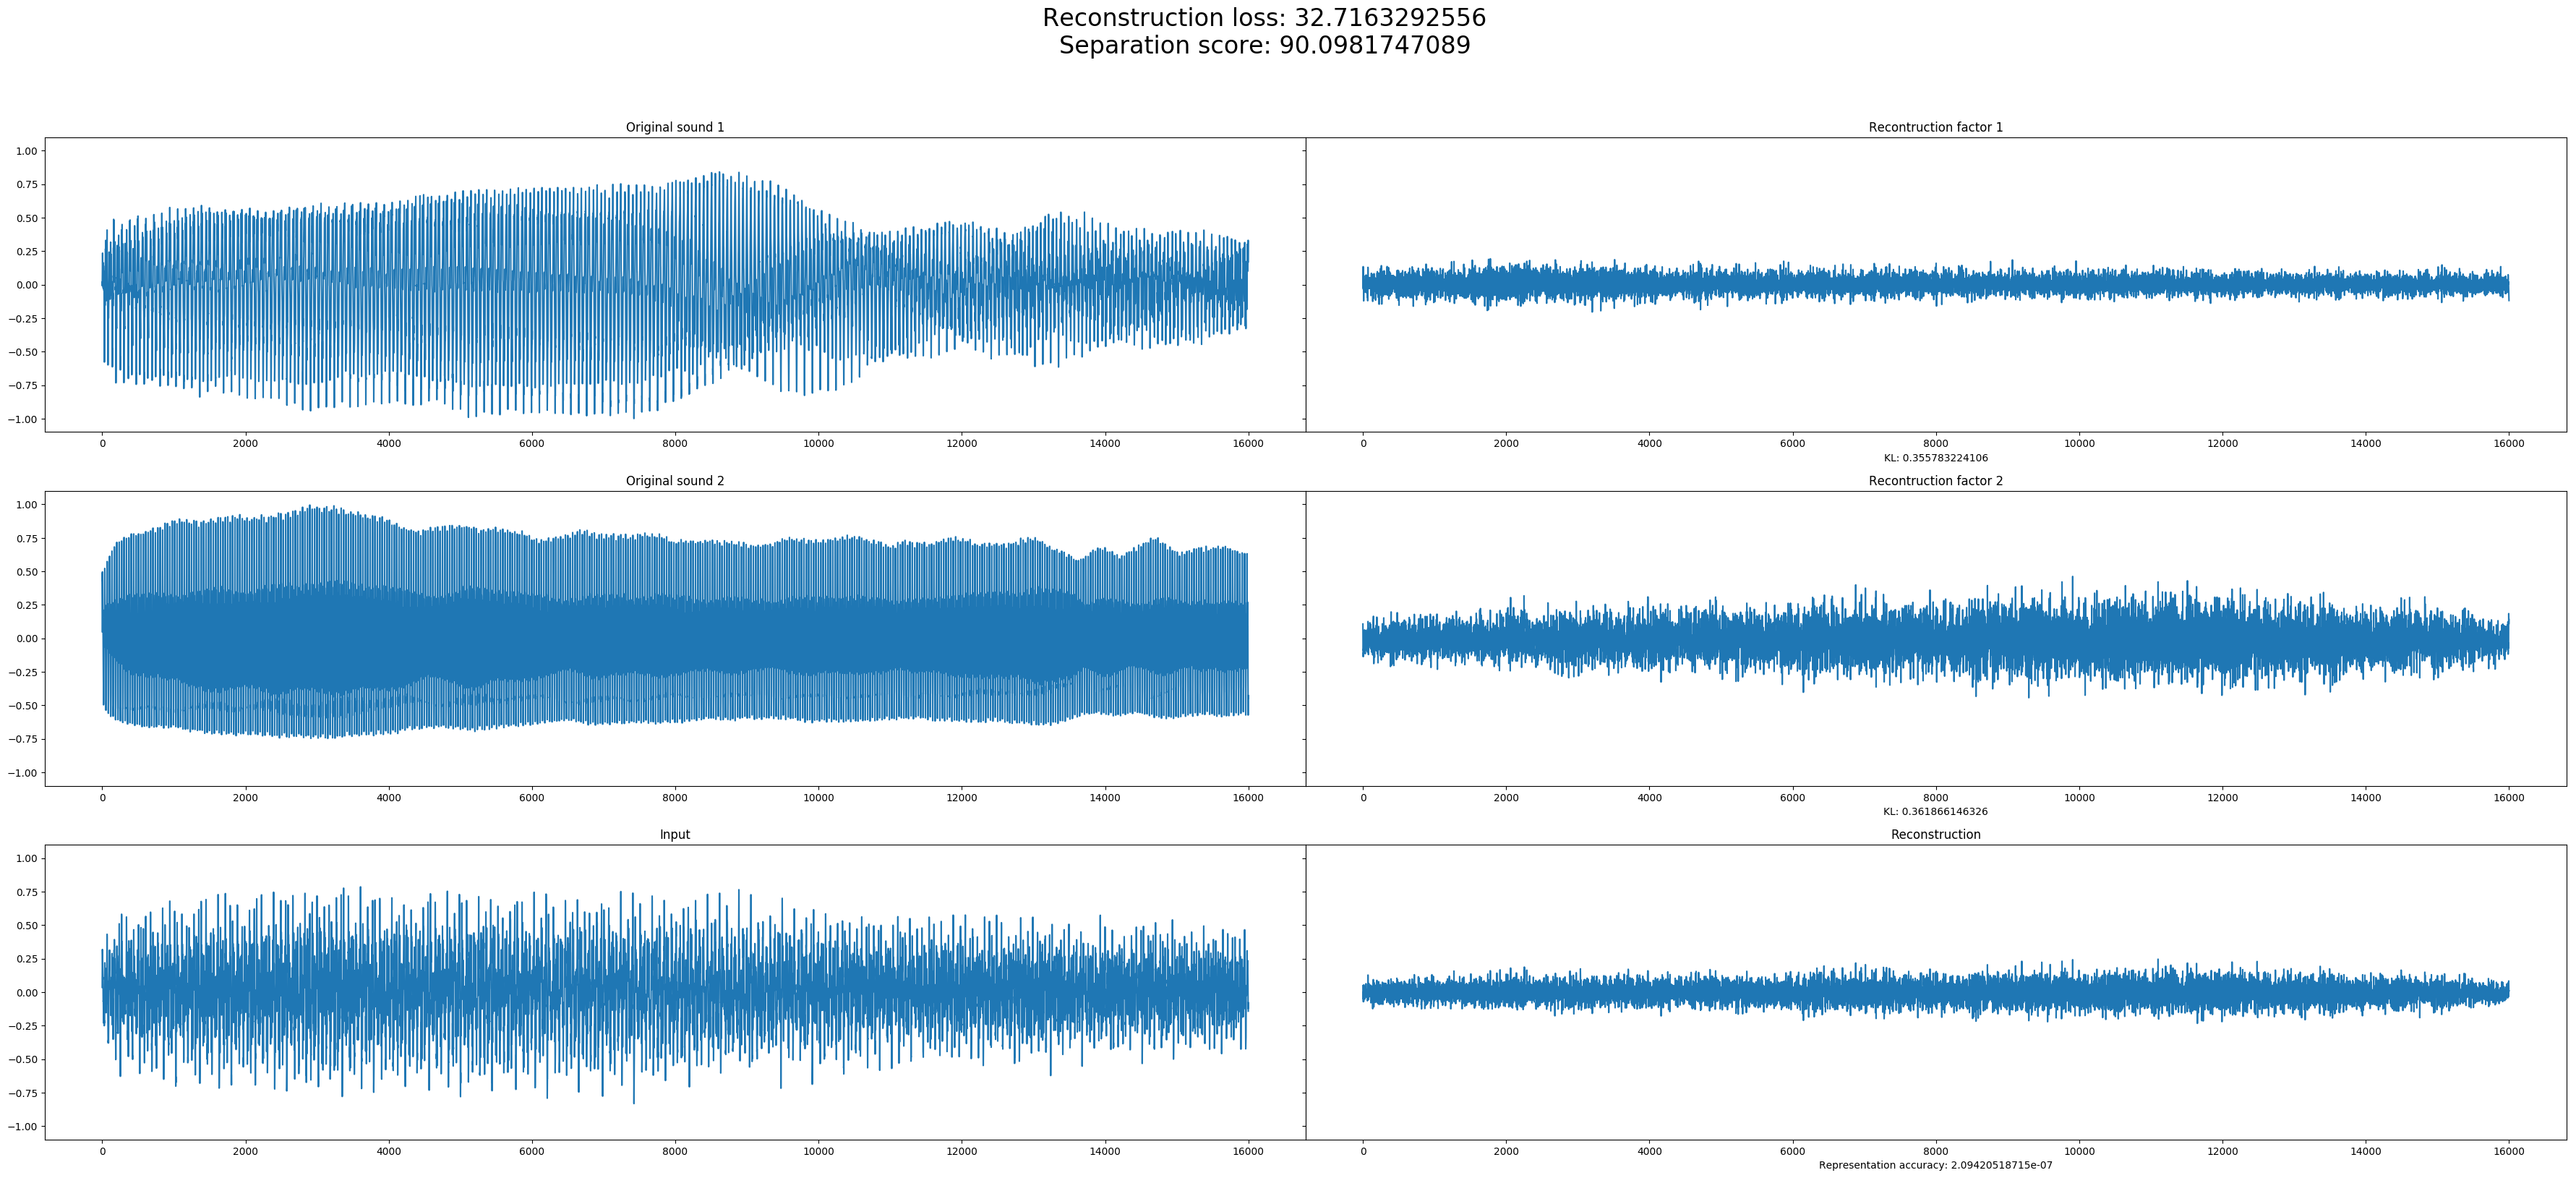 Reconstruction loss: 32.7163292556
Separation score: 90.0981747089
Original sound 1
Recontruction factor 1
1.00
0.75
0.50
0.25
0.00
−0.25
−0.50
−0.75
−1.00
0 2000 4000 6000 8000 10000 12000 14000 16000
0 2000 4000 6000 8000 10000 12000 14000 16000
KL: 0.355783224106
Original sound 2
Recontruction factor 2
1.00
0.75
0.50
0.25
0.00
−0.25
−0.50
−0.75
−1.00
0 2000 4000 6000 8000 10000 12000 14000 16000
0 2000 4000 6000 8000 10000 12000 14000 16000
KL: 0.361866146326
Input
Reconstruction
1.00
0.75
0.50
0.25
0.00
−0.25
−0.50
−0.75
−1.00
0 2000 4000 6000 8000 10000 12000 14000 16000
0 2000 4000 6000 8000 10000 12000 14000 16000
Representation accuracy: 2.09420518715e-07